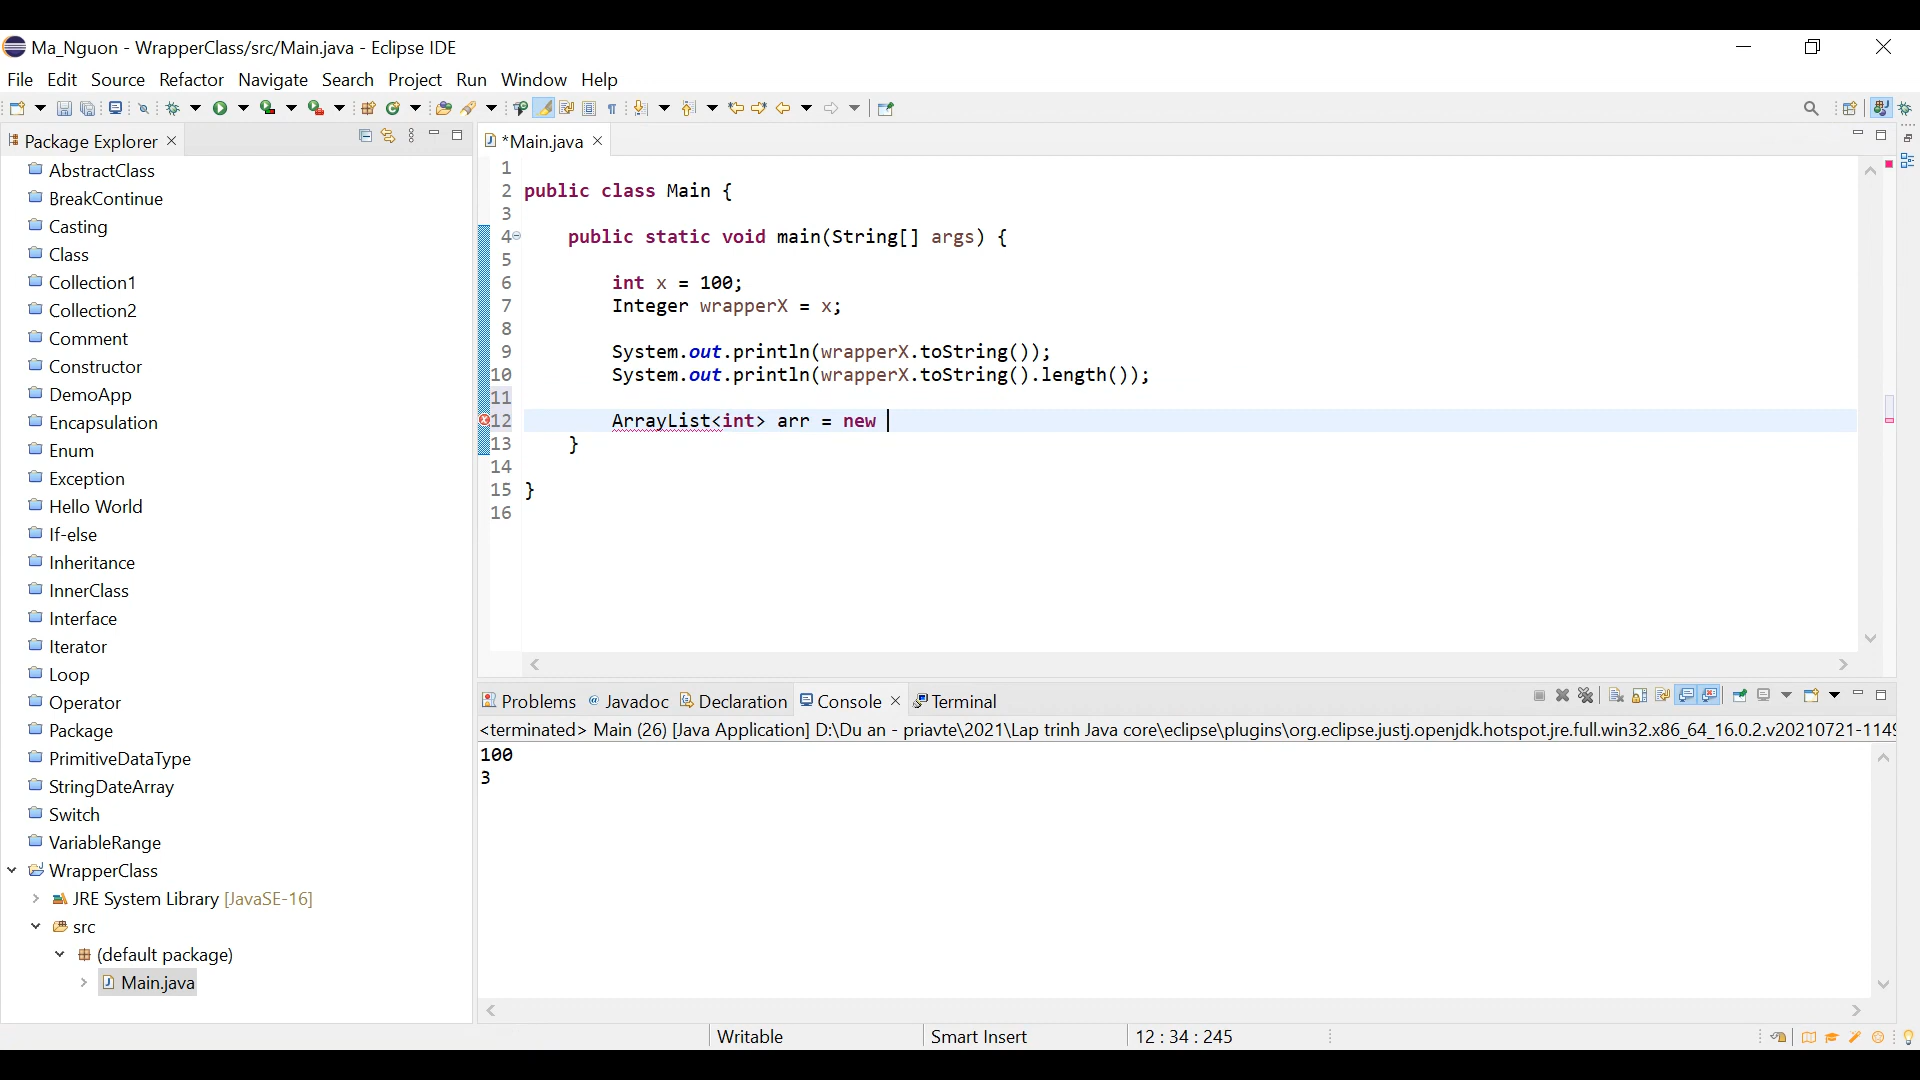 Ma_Nguon - WrapperClass/src/Main.java - Eclipse IDE
File Edit Source Refactor Navigate Search Project Run Window Help
Package Explorer
AbstractClass
BreakContinue
Casting
Class
Collection1
Collection2
Comment
Constructor
DemoApp
Encapsulation
Enum
Exception
Hello World
If-else
Inheritance
InnerClass
Interface
Iterator
Loop
Operator
Package
PrimitiveDataType
StringDateArray
Switch
VariableRange
WrapperClass
JRE System Library [JavaSE-16]
src
(default package)
Main.java
*Main.java
1
2 public class Main {
3
4 public static void main(String[] args) {
5
6 int x = 100;
7 Integer wrapperX = x;
8
9 System.out.println(wrapperX.toString());
10 System.out.println(wrapperX.toString().length());
11
12 ArrayList<int> arr = new
13 }
14
15 }
16
Problems @ Javadoc Declaration Console Terminal
<terminated> Main (26) [Java Application] D:\Du an - priavte\2021\Lap trinh Java core\eclipse\plugins\org.eclipse.justj.openjdk.hotspot.jre.full.win32.x86_64_16.0.2.v20210721-1149
100
3
Writable Smart Insert 12 : 34 : 245